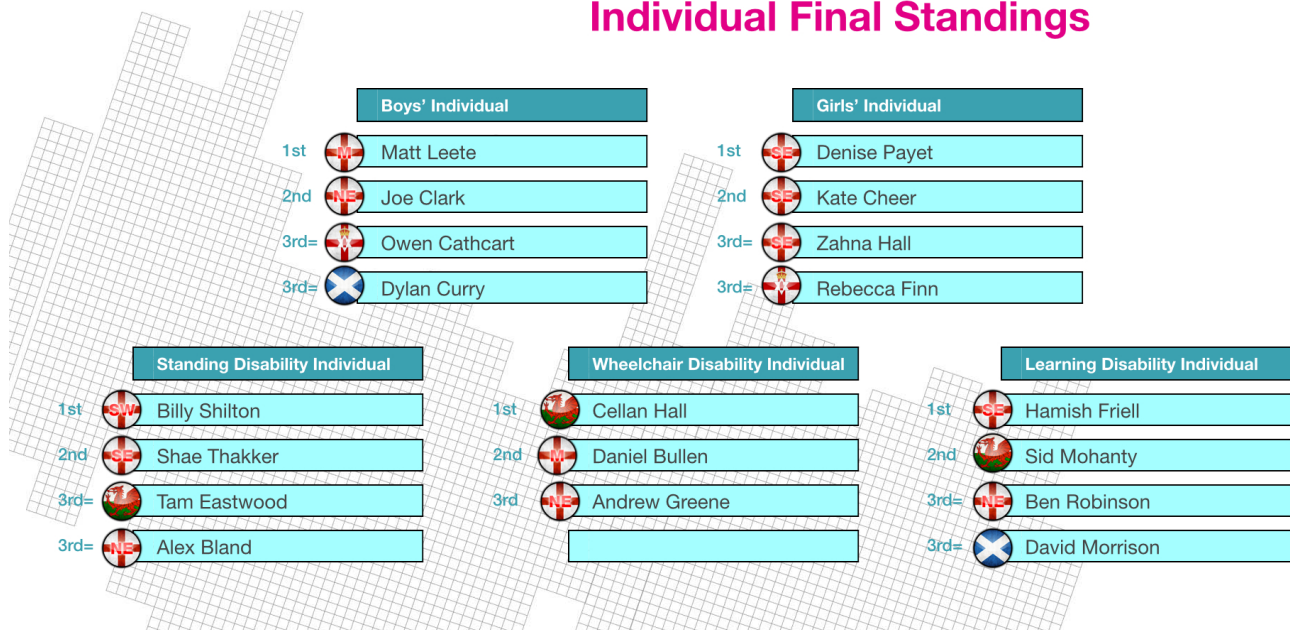 Individual Final Standings
Boys’ Individual
1st M Matt Leete
2nd NE Joe Clark
3rd= Owen Cathcart
3rd= Dylan Curry
Girls’ Individual
1st SE Denise Payet
2nd SE Kate Cheer
3rd= SE Zahna Hall
3rd= Rebecca Finn
Standing Disability Individual
1st SW Billy Shilton
2nd SE Shae Thakker
3rd= Tam Eastwood
3rd= NE Alex Bland
Wheelchair Disability Individual
1st Cellan Hall
2nd M Daniel Bullen
3rd NE Andrew Greene
Learning Disability Individual
1st SE Hamish Friell
2nd Sid Mohanty
3rd= NE Ben Robinson
3rd= David Morrison